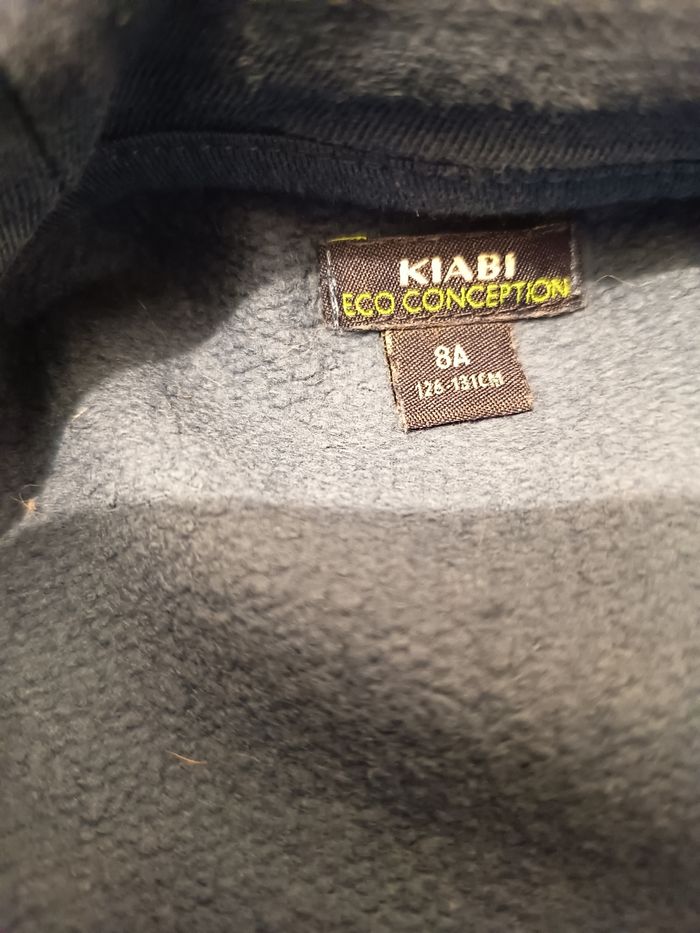 KIABI
ECO CONCEPTION
8A
126-131CM